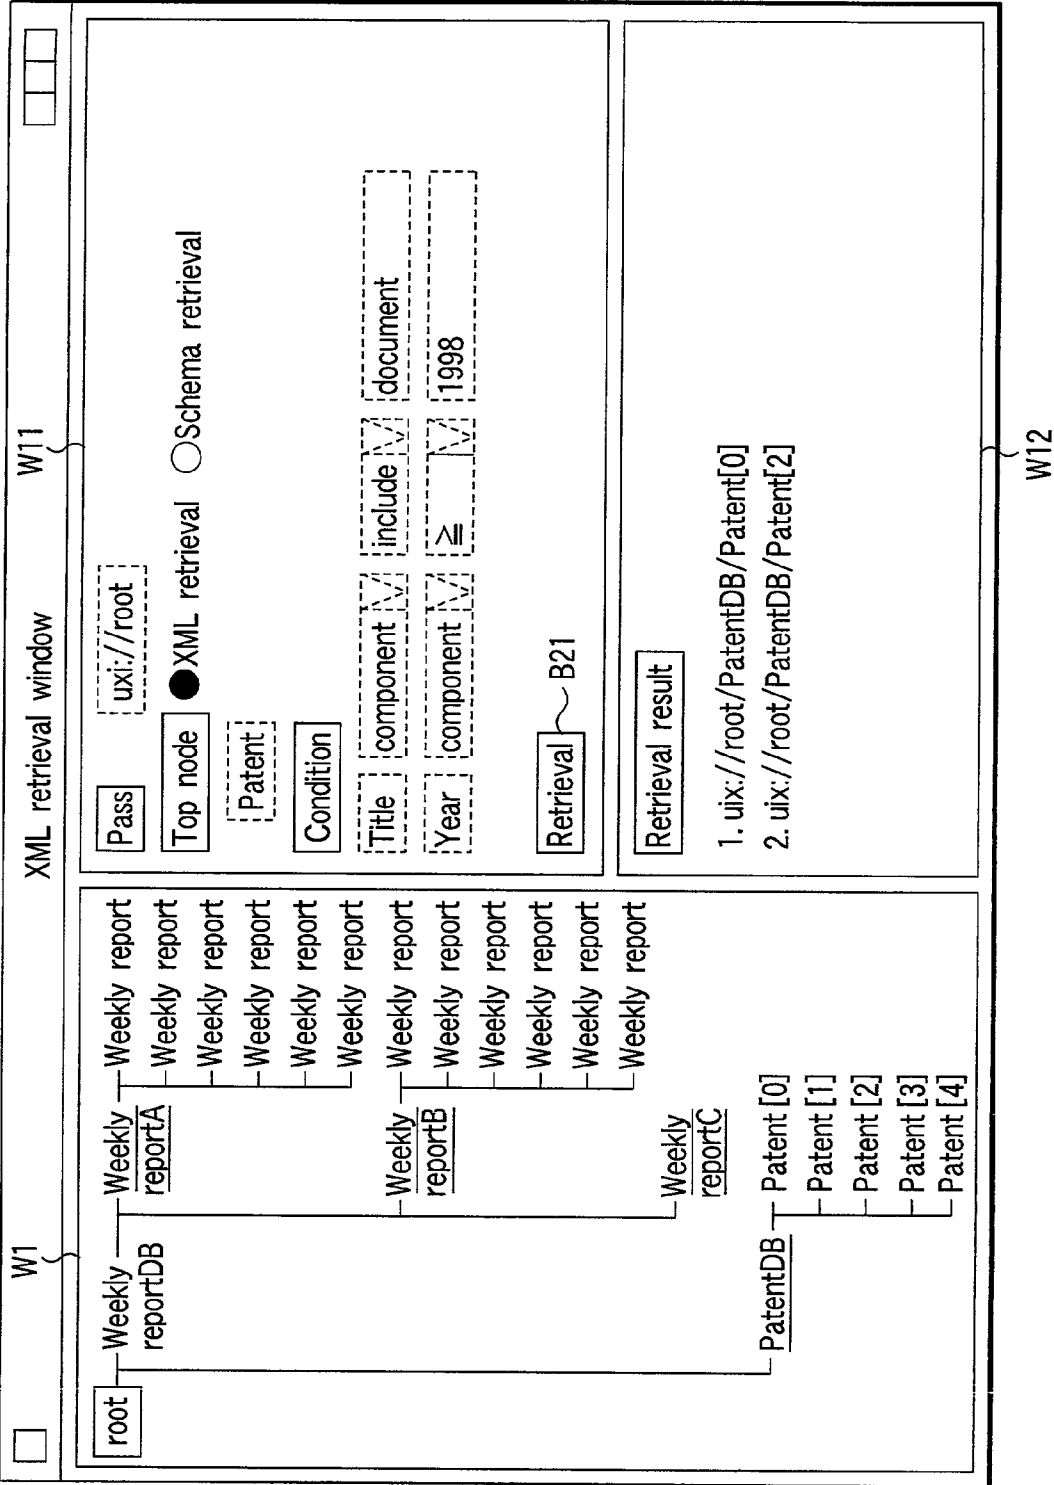 XML retrieval window
W1
W11
root
Weekly
reportDB
Weekly
reportA
Weekly report
Weekly report
Weekly report
Weekly report
Weekly report
Weekly report
Weekly
reportB
Weekly report
Weekly report
Weekly report
Weekly report
Weekly report
Weekly report
Weekly
reportC
PatentDB
Patent [0]
Patent [1]
Patent [2]
Patent [3]
Patent [4]
Pass uxi://root
Top node XML retrieval Schema retrieval
Patent
Condition
Title component include document
Year component ≧ 1998
Retrieval B21
Retrieval result
1. uix://root/PatentDB/Patent[0]
2. uix://root/PatentDB/Patent[2]
W12